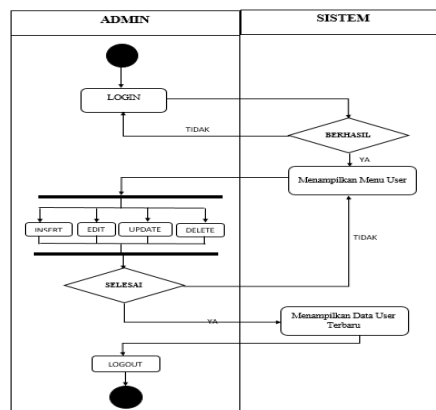 ADMIN
SISTEM
LOGIN
TIDAK
BERHASIL
YA
Menampilkan Menu User
INSERT
EDIT
UPDATE
DELETE
TIDAK
SELESAI
YA
Menampilkan Data User
Terbaru
LOGOUT